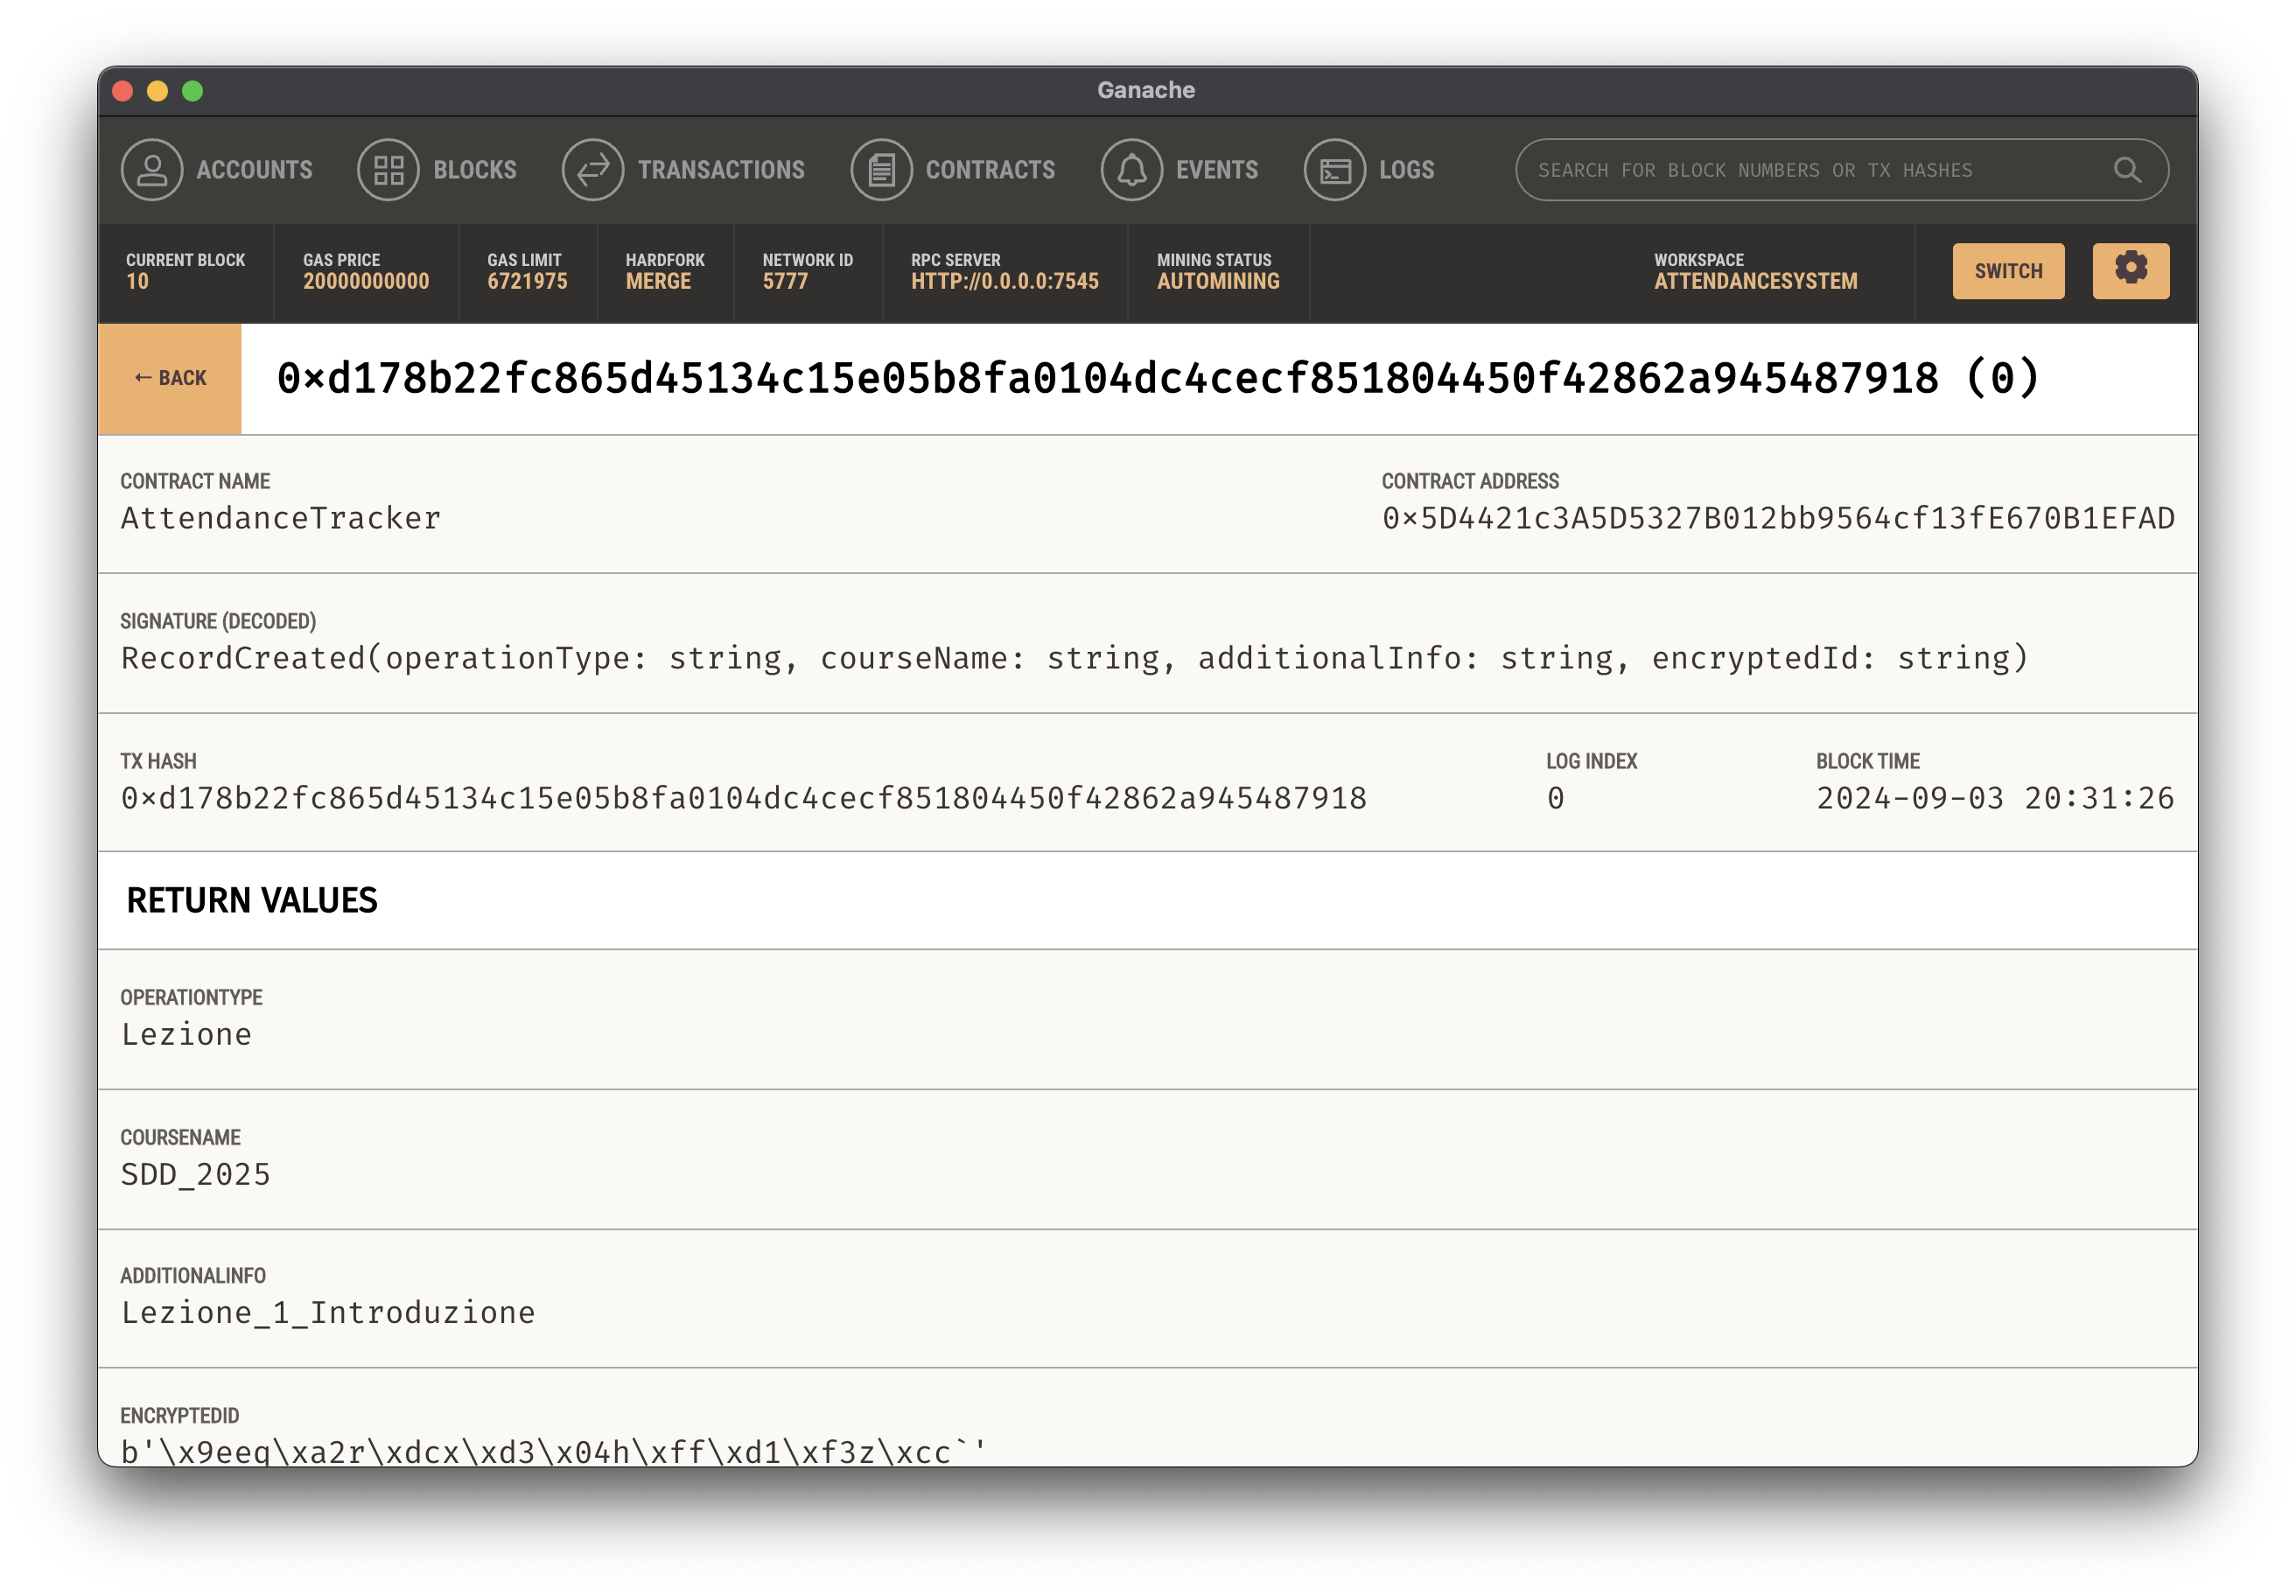 Ganache
ACCOUNTS BLOCKS TRANSACTIONS CONTRACTS EVENTS LOGS SEARCH FOR BLOCK NUMBERS OR TX HASHES
CURRENT BLOCK GAS PRICE GAS LIMIT HARDFORK NETWORK ID RPC SERVER MINING STATUS WORKSPACE
10 20000000000 6721975 MERGE 5777 HTTP://0.0.0.0:7545 AUTOMINING ATTENDANCESYSTEM SWITCH
← BACK 0×d178b22fc865d45134c15e05b8fa0104dc4cecf851804450f42862a945487918 (0)
CONTRACT NAME CONTRACT ADDRESS
AttendanceTracker 0×5D4421c3A5D5327B012bb9564cf13fE670B1EFAD
SIGNATURE (DECODED)
RecordCreated(operationType: string, courseName: string, additionalInfo: string, encryptedId: string)
TX HASH LOG INDEX BLOCK TIME
0×d178b22fc865d45134c15e05b8fa0104dc4cecf851804450f42862a945487918 0 2024-09-03 20:31:26
RETURN VALUES
OPERATIONTYPE
Lezione
COURSENAME
SDD_2025
ADDITIONALINFO
Lezione_1_Introduzione
ENCRYPTEDID
b'\x9eeq\xa2r\xdcx\xd3\x04h\xff\xd1\xf3z\xcc`'